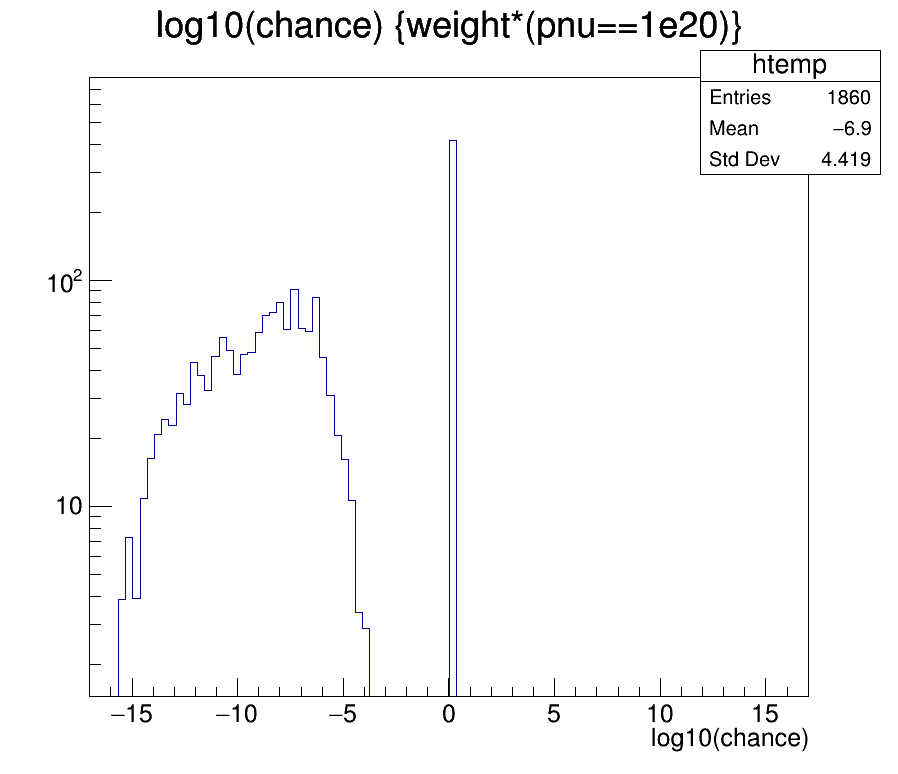 log10(chance) {weight*(pnu==1e20)}
htemp
Entries 1860
Mean −6.9
Std Dev 4.419
10²
10
−15 −10 −5 0 5 10 15
log10(chance)